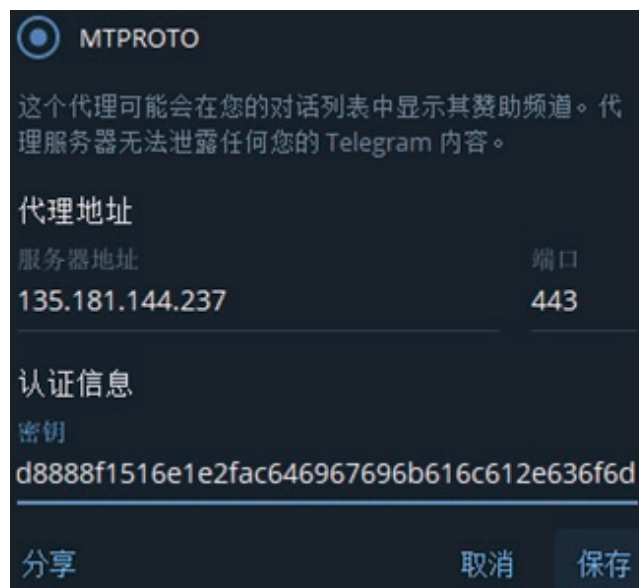 MTPROTO
这个代理可能会在您的对话列表中显示其赞助频道。代
理服务器无法泄露任何您的 Telegram 内容。
代理地址
服务器地址 端口
135.181.144.237 443
认证信息
密钥
d8888f1516e1e2fac646967696b616c612e636f6d
分享 取消 保存